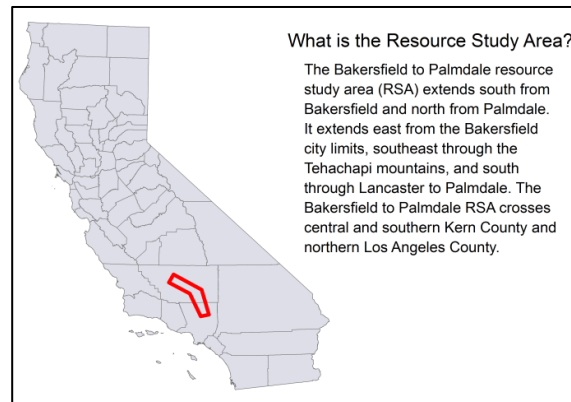 What is the Resource Study Area?
The Bakersfield to Palmdale resource
study area (RSA) extends south from
Bakersfield and north from Palmdale.
It extends east from the Bakersfield
city limits, southeast through the
Tehachapi mountains, and south
through Lancaster to Palmdale. The
Bakersfield to Palmdale RSA crosses
central and southern Kern County and
northern Los Angeles County.